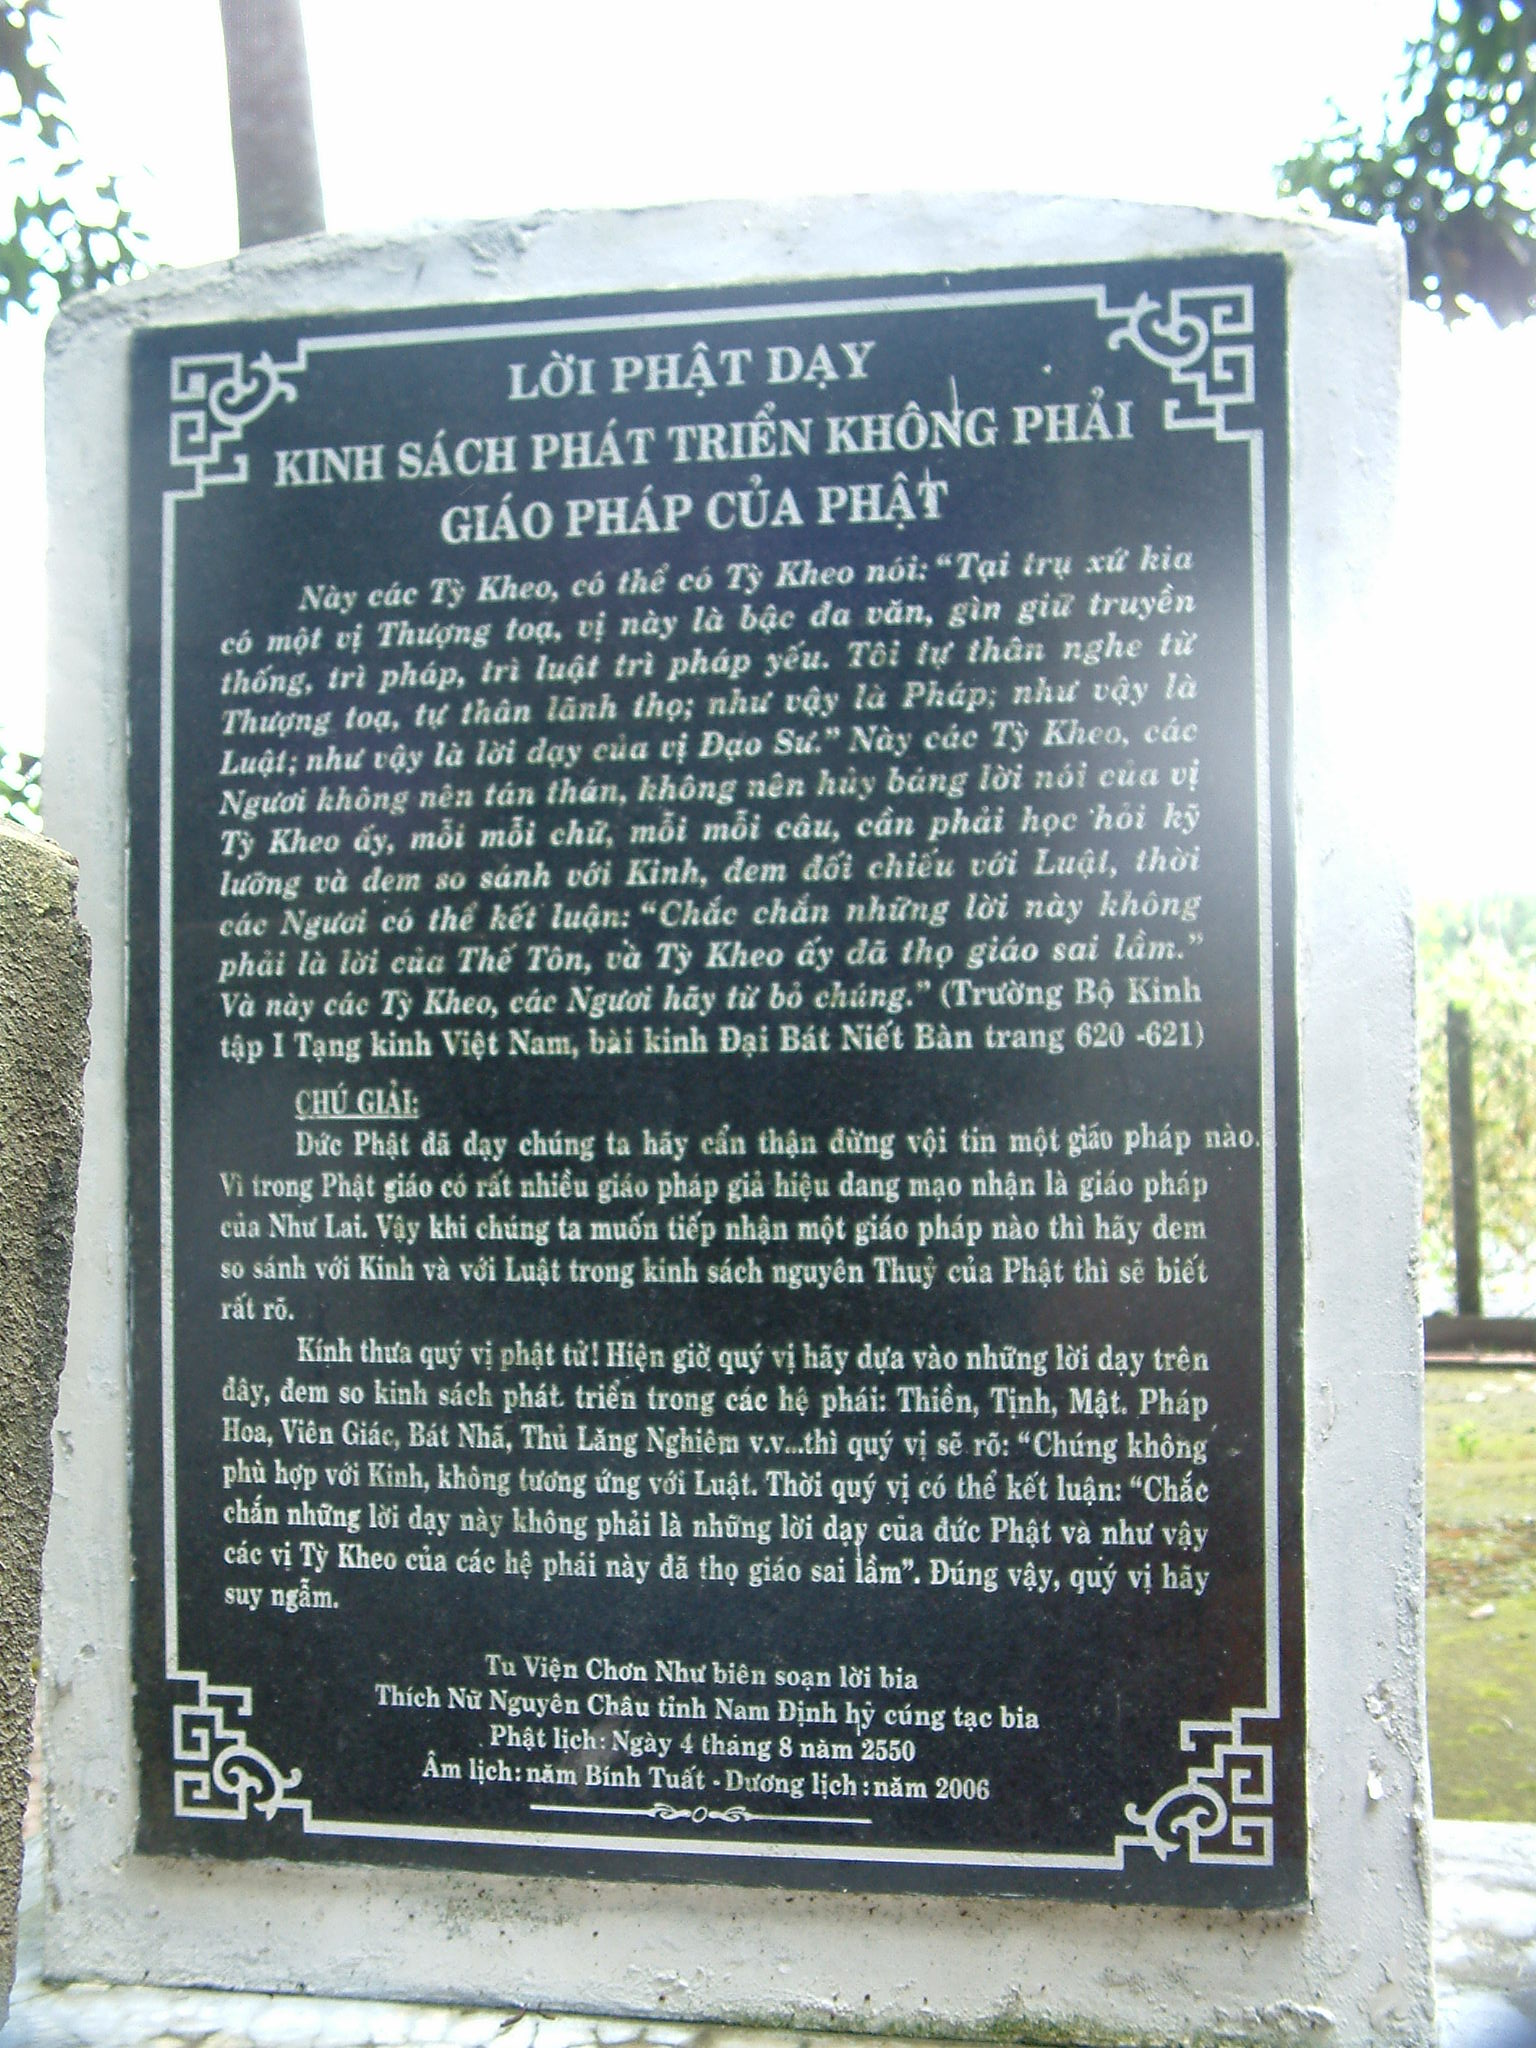 LỜI PHẬT DẠY
KINH SÁCH PHÁT TRIỂN KHÔNG PHẢI
GIÁO PHÁP CỦA PHẬT
Này các Tỳ Kheo, có thể có Tỳ Kheo nói: “Tại trụ xứ kia
có một vị Thượng toạ, vị này là bậc đa văn, gìn giữ truyền
thống, trì pháp, trì luật trì pháp yếu. Tôi tự thân nghe từ
Thượng toạ, tự thân lãnh thọ; như vậy là Pháp; như vậy là
Luật; như vậy là lời dạy của vị Đạo Sư.” Này các Tỳ Kheo, các
Ngươi không nên tán thán, không nên hủy báng lời nói của vị
Tỳ Kheo ấy, mỗi mỗi chữ, mỗi mỗi câu, cần phải học hỏi kỹ
lưỡng và đem so sánh với Kinh, đem đối chiếu với Luật, thời
các Ngươi có thể kết luận: “Chắc chắn những lời này không
phải là lời của Thế Tôn, và Tỳ Kheo ấy đã thọ giáo sai lầm.”
Và này các Tỳ Kheo, các Ngươi hãy từ bỏ chúng.” (Trường Bộ Kinh
tập I Tạng kinh Việt Nam, bài kinh Đại Bát Niết Bàn trang 620 -621)
CHÚ GIẢI:
Đức Phật đã dạy chúng ta hãy cẩn thận đừng vội tin một giáo pháp nào.
Vì trong Phật giáo có rất nhiều giáo pháp giả hiệu đang mạo nhận là giáo pháp
của Như Lai. Vậy khi chúng ta muốn tiếp nhận một giáo pháp nào thì hãy đem
so sánh với Kinh và với Luật trong kinh sách nguyên Thuỷ của Phật thì sẽ biết
rất rõ.
Kính thưa quý vị phật tử! Hiện giờ quý vị hãy dựa vào những lời dạy trên
đây, đem so kinh sách phát triển trong các hệ phái: Thiền, Tịnh, Mật. Pháp
Hoa, Viên Giác, Bát Nhã, Thủ Lăng Nghiêm v.v...thì quý vị sẽ rõ: “Chúng không
phù hợp với Kinh, không tương ứng với Luật. Thời quý vị có thể kết luận: “Chắc
chắn những lời dạy này không phải là những lời dạy của đức Phật và như vậy
các vị Tỳ Kheo của các hệ phái này đã thọ giáo sai lầm”. Đúng vậy, quý vị hãy
suy ngẫm.
Tu Viện Chơn Như biên soạn lời bia
Thích Nữ Nguyên Châu tỉnh Nam Định hỷ cúng tạc bia
Phật lịch: Ngày 4 tháng 8 năm 2550
Âm lịch: năm Bính Tuất - Dương lịch : năm 2006